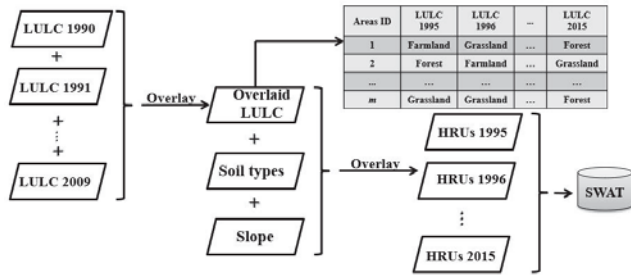 LULC 1990
+
LULC 1991
+
⋮
+
LULC 2009
Overlay
Overlaid
LULC
+
Soil types
+
Slope
Overlay
Areas ID LULC 1995 LULC 1996 ... LULC 2015
1 Farmland Grassland … Forest
2 Forest Farmland … Grassland
... … … … …
m Grassland Grassland … Forest
HRUs 1995
HRUs 1996
⋮
HRUs 2015
SWAT